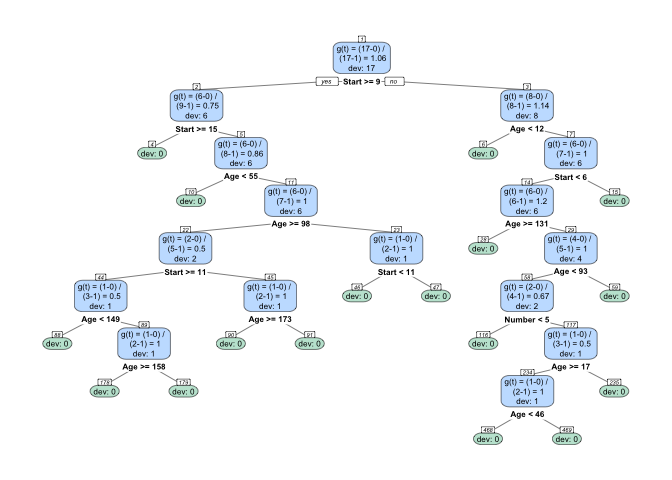 1
g(t) = (17-0) /
(17-1) = 1.06
dev: 17
yes Start >= 9 no
2
g(t) = (6-0) /
(9-1) = 0.75
dev: 6
Start >= 15
3
g(t) = (8-0) /
(8-1) = 1.14
dev: 8
Age < 12
4
dev: 0
5
g(t) = (6-0) /
(8-1) = 0.86
dev: 6
Age < 55
6
dev: 0
7
g(t) = (6-0) /
(7-1) = 1
dev: 6
Start < 6
10
dev: 0
11
g(t) = (6-0) /
(7-1) = 1
dev: 6
Age >= 98
14
g(t) = (6-0) /
(6-1) = 1.2
dev: 6
Age >= 131
15
dev: 0
22
g(t) = (2-0) /
(5-1) = 0.5
dev: 2
Start >= 11
23
g(t) = (1-0) /
(2-1) = 1
dev: 1
Start < 11
28
dev: 0
29
g(t) = (4-0) /
(5-1) = 1
dev: 4
Age < 93
44
g(t) = (1-0) /
(3-1) = 0.5
dev: 1
Age < 149
45
g(t) = (1-0) /
(2-1) = 1
dev: 1
Age >= 173
46
dev: 0
47
dev: 0
58
g(t) = (2-0) /
(4-1) = 0.67
dev: 2
Number < 5
59
dev: 0
88
dev: 0
89
g(t) = (1-0) /
(2-1) = 1
dev: 1
Age >= 158
90
dev: 0
91
dev: 0
116
dev: 0
117
g(t) = (1-0) /
(3-1) = 0.5
dev: 1
Age >= 17
178
dev: 0
179
dev: 0
234
g(t) = (1-0) /
(2-1) = 1
dev: 1
Age < 46
235
dev: 0
468
dev: 0
469
dev: 0